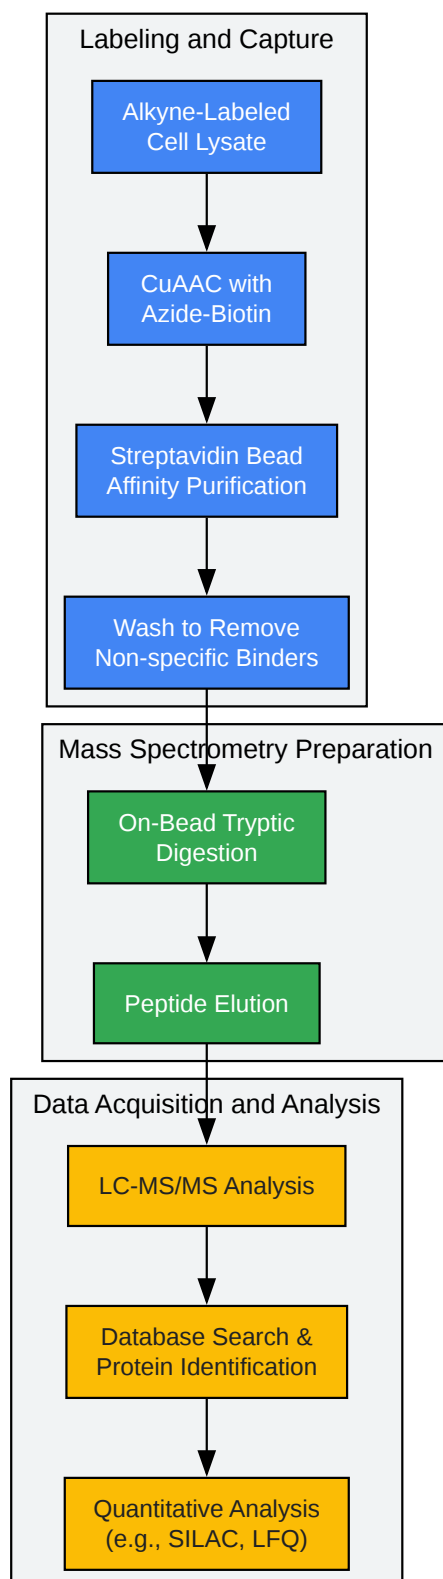 Labeling and Capture
Alkyne-Labeled
Cell Lysate
CuAAC with
Azide-Biotin
Streptavidin Bead
Affinity Purification
Wash to Remove
Non-specific Binders
Mass Spectrometry Preparation
On-Bead Tryptic
Digestion
Peptide Elution
Data Acquisition and Analysis
LC-MS/MS Analysis
Database Search &
Protein Identification
Quantitative Analysis
(e.g., SILAC, LFQ)